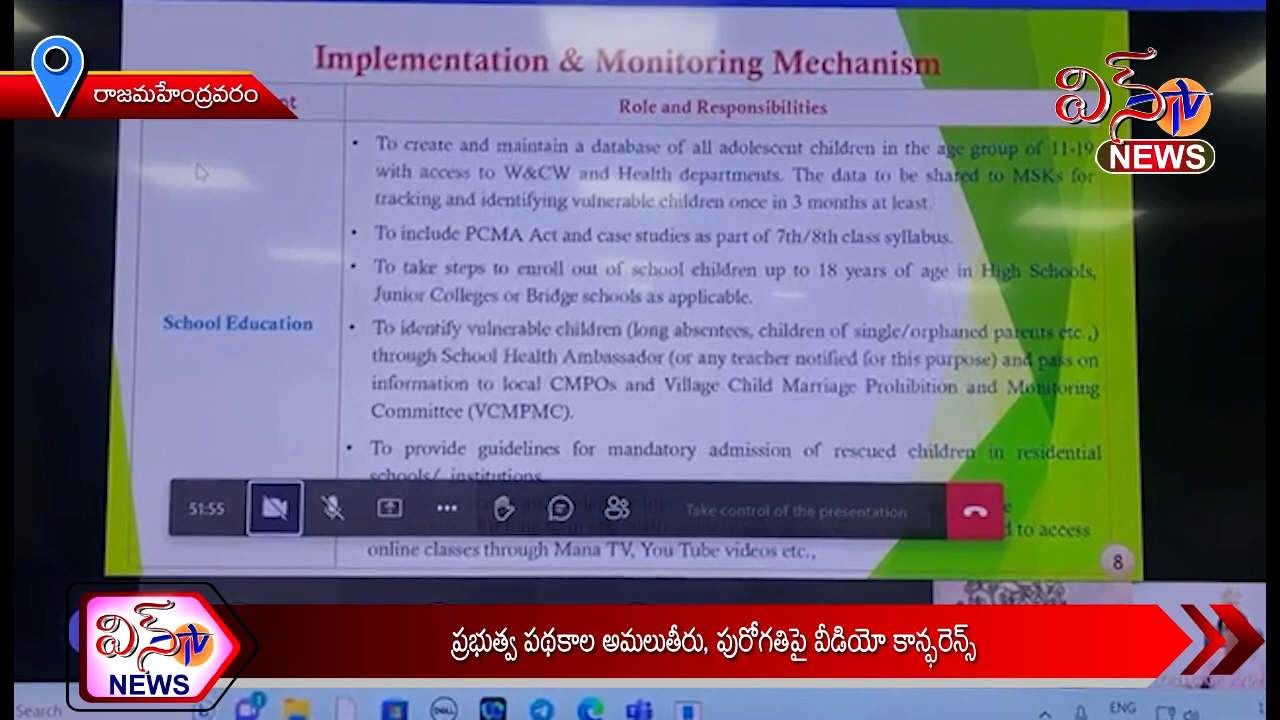 Implementation & Monitoring Mechanism
రాజమహేంద్రవరం
Role and Responsibilities
విన్ TV
NEWS
• To create and maintain a database of all adolescent children in the age group of 11-19
with access to W&CW and Health departments. The data to be shared to MSKs for
tracking and identifying vulnerable children once in 3 months at least.
• To include PCMA Act and case studies as part of 7th/8th class syllabus.
• To take steps to enroll out of school children up to 18 years of age in High Schools,
Junior Colleges or Bridge schools as applicable.
School Education
• To identify vulnerable children (long absentees, children of single/orphaned parents etc.,)
through School Health Ambassador (or any teacher notified for this purpose) and pass on
information to local CMPOs and Village Child Marriage Prohibition and Monitoring
Committee (VCMPMC).
• To provide guidelines for mandatory admission of rescued children in residential
schools/ institutions
51:55
Take control of the presentation
to access
online classes through Mana TV, You Tube videos etc.,
8
విన్ TV
NEWS
ప్రభుత్వ పథకాల అమలుతీరు, పురోగతిపై వీడియో కాన్ఫరెన్స్
Search
DELL
ENG